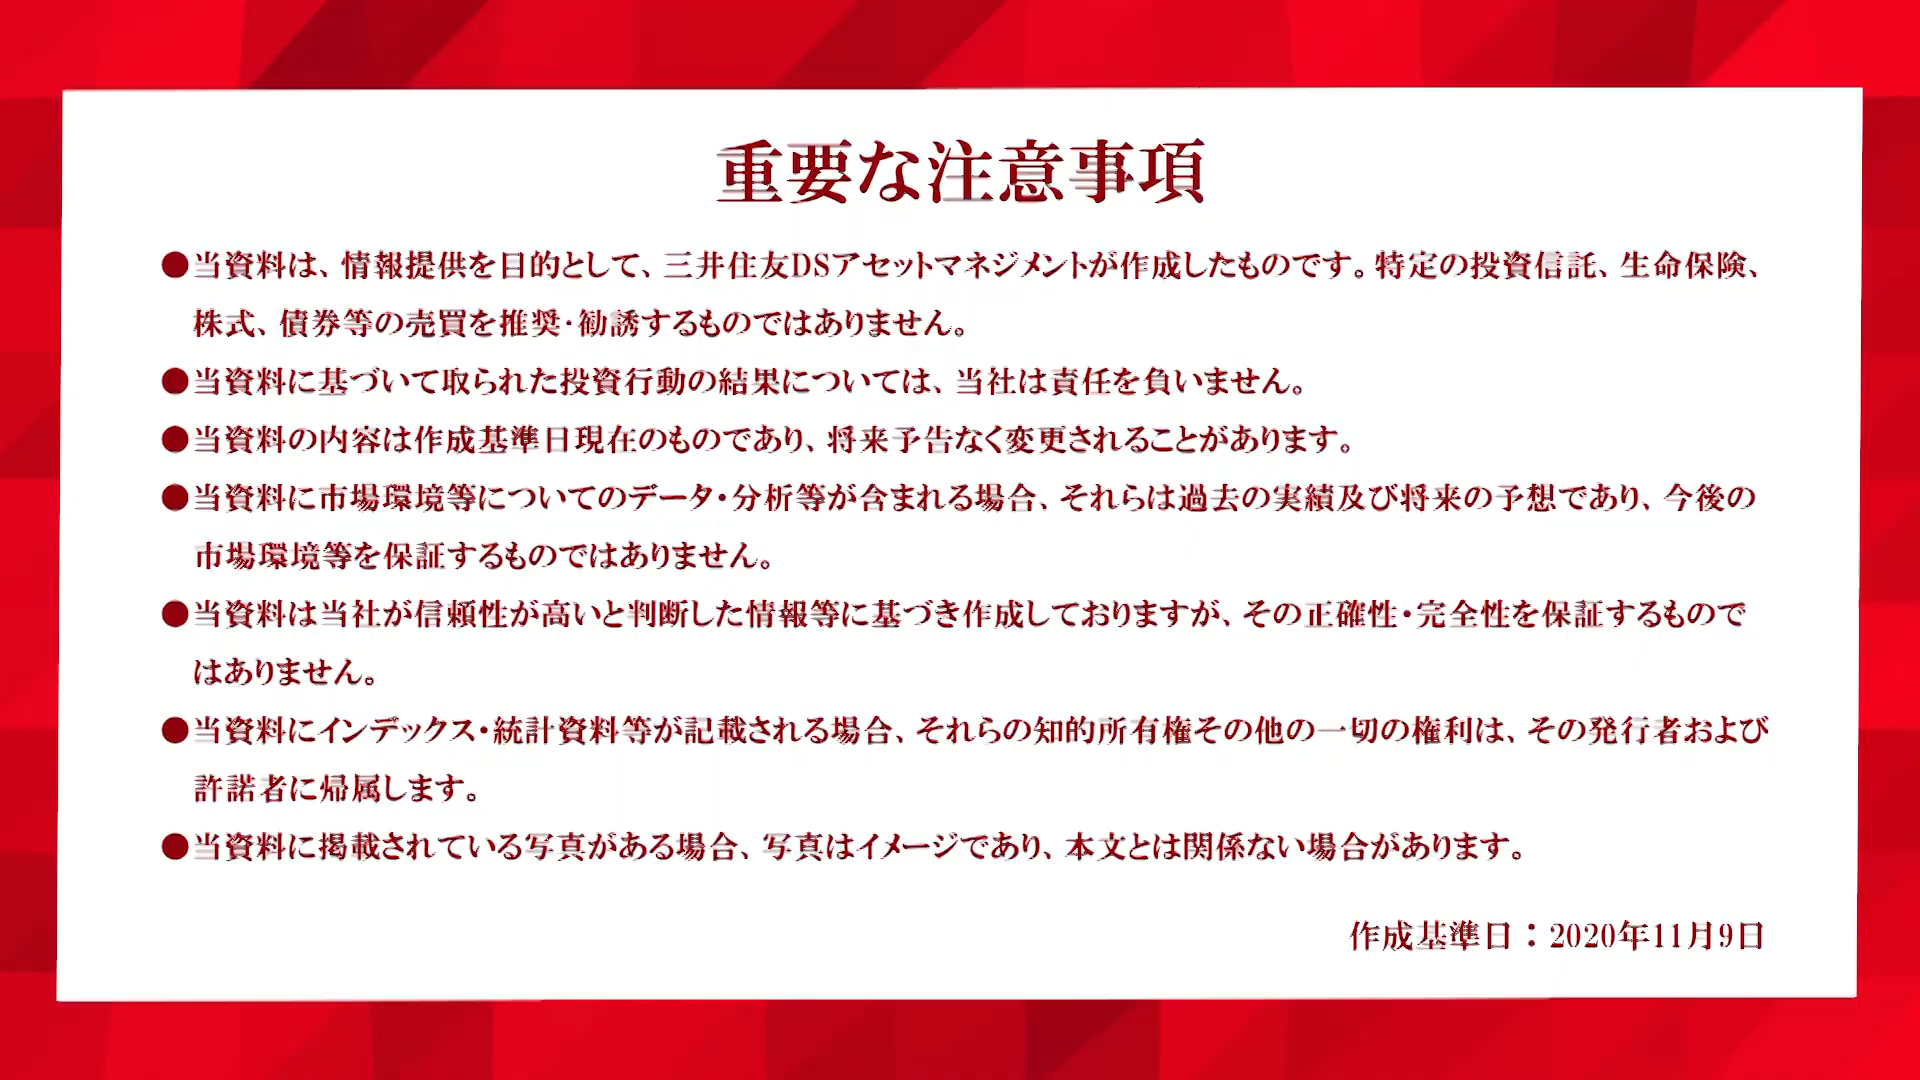 重要な注意事項
●当資料は、情報提供を目的として、三井住友DSアセットマネジメントが作成したものです。特定の投資信託、生命保険、
株式、債券等の売買を推奨・勧誘するものではありません。
●当資料に基づいて取られた投資行動の結果については、当社は責任を負いません。
●当資料の内容は作成基準日現在のものであり、将来予告なく変更されることがあります。
●当資料に市場環境等についてのデータ・分析等が含まれる場合、それらは過去の実績及び将来の予想であり、今後の
市場環境等を保証するものではありません。
●当資料は当社が信頼性が高いと判断した情報等に基づき作成しておりますが、その正確性・完全性を保証するもので
はありません。
●当資料にインデックス・統計資料等が記載される場合、それらの知的所有権その他の一切の権利は、その発行者および
許諾者に帰属します。
●当資料に掲載されている写真がある場合、写真はイメージであり、本文とは関係ない場合があります。
作成基準日：2020年11月9日